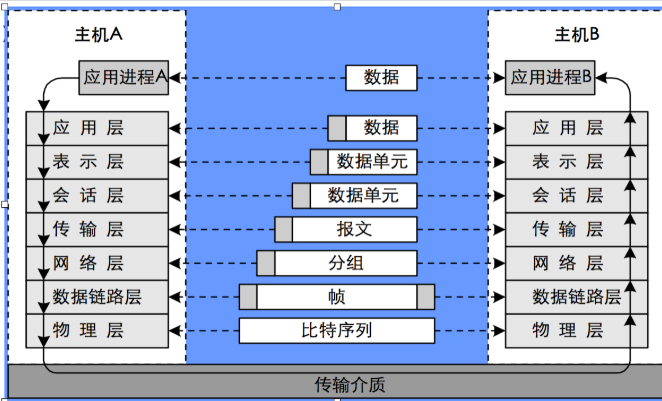 主机A
主机B
应用进程A
数据
应用进程B
应用层
数据
应用层
表示层
数据单元
表示层
会话层
数据单元
会话层
传输层
报文
传输层
网络层
分组
网络层
数据链路层
帧
数据链路层
物理层
比特序列
物理层
传输介质